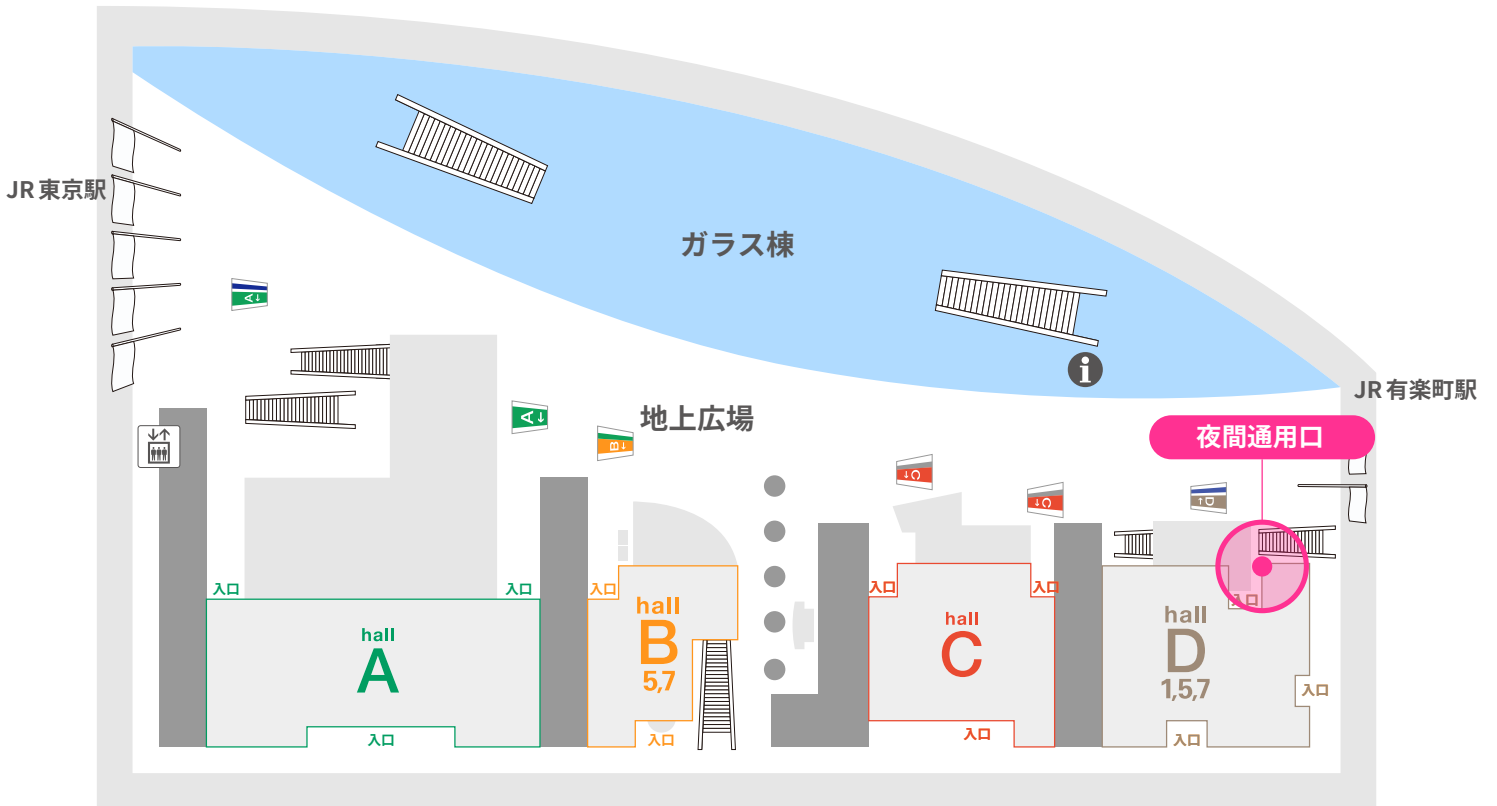 JR 東京駅
ガラス棟
A↓
i
JR 有楽町駅
A↓
地上広場
夜間通用口
B↓
C↓
C↓
D↓
入口
入口
入口
入口
入口
入口
hall
A
hall
B
5,7
hall
C
hall
D
1,5,7
入口
入口
入口
入口
入口